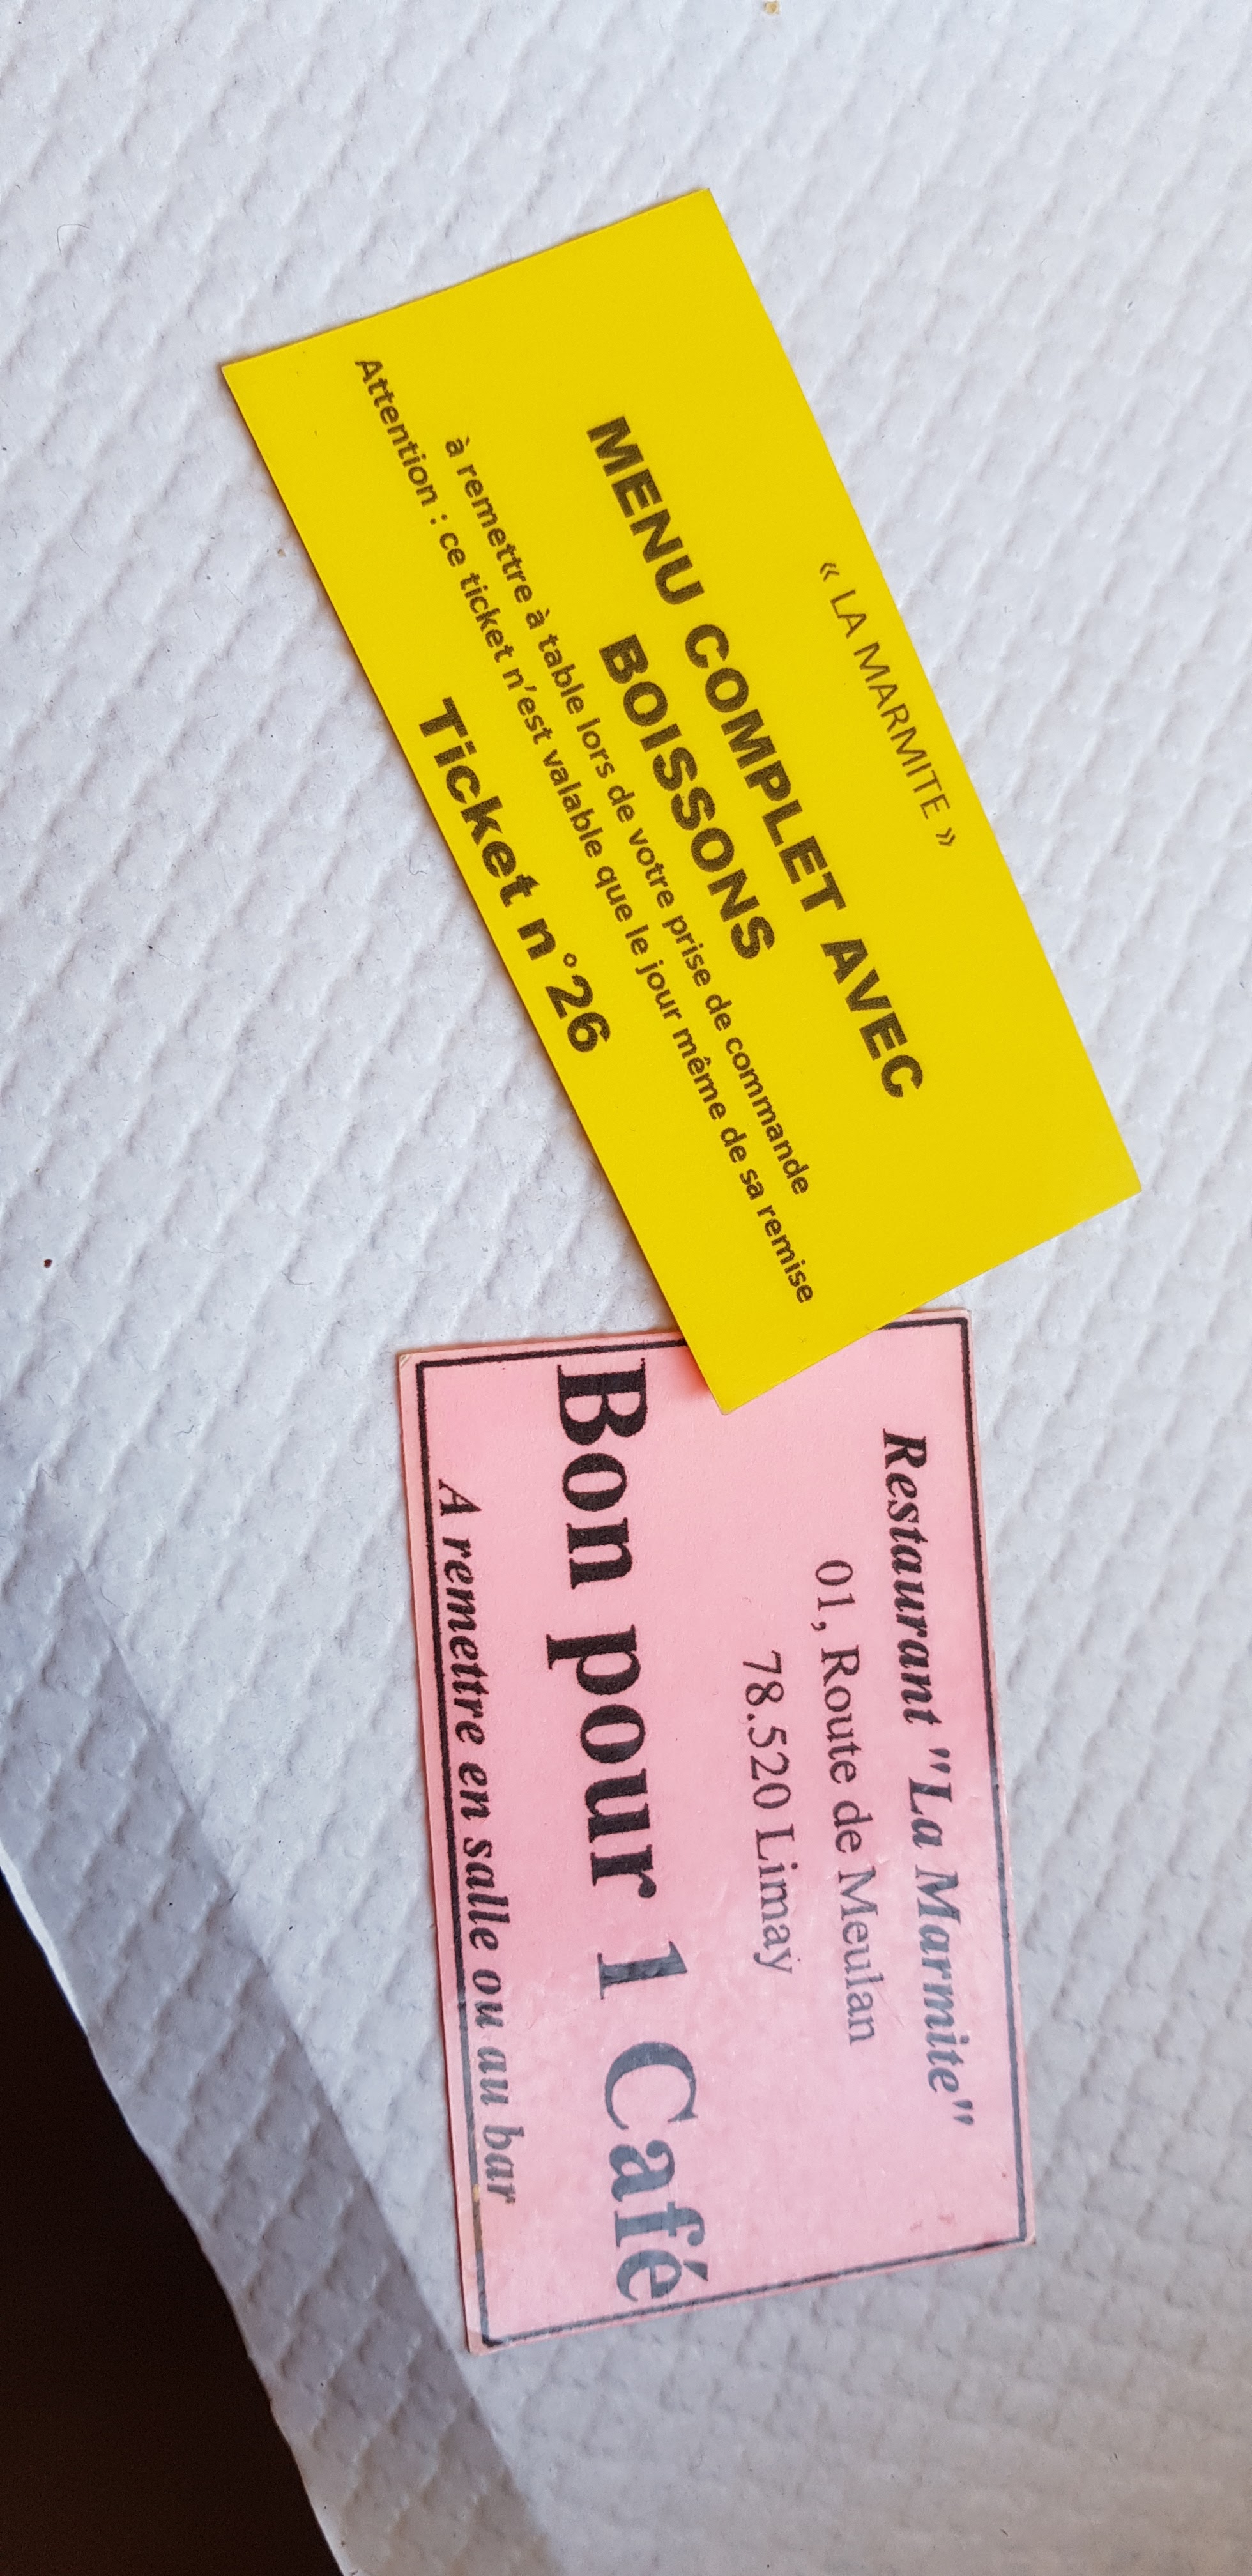 « LA MARMITE »
MENU COMPLET AVEC
BOISSONS
à remettre à table lors de votre prise de commande
Attention : ce ticket n'est valable que le jour même de sa remise
Ticket n°26
Restaurant "La Marmite"
01, Route de Meulan
78.520 Limay
Bon pour 1 Café
A remettre en salle ou au bar